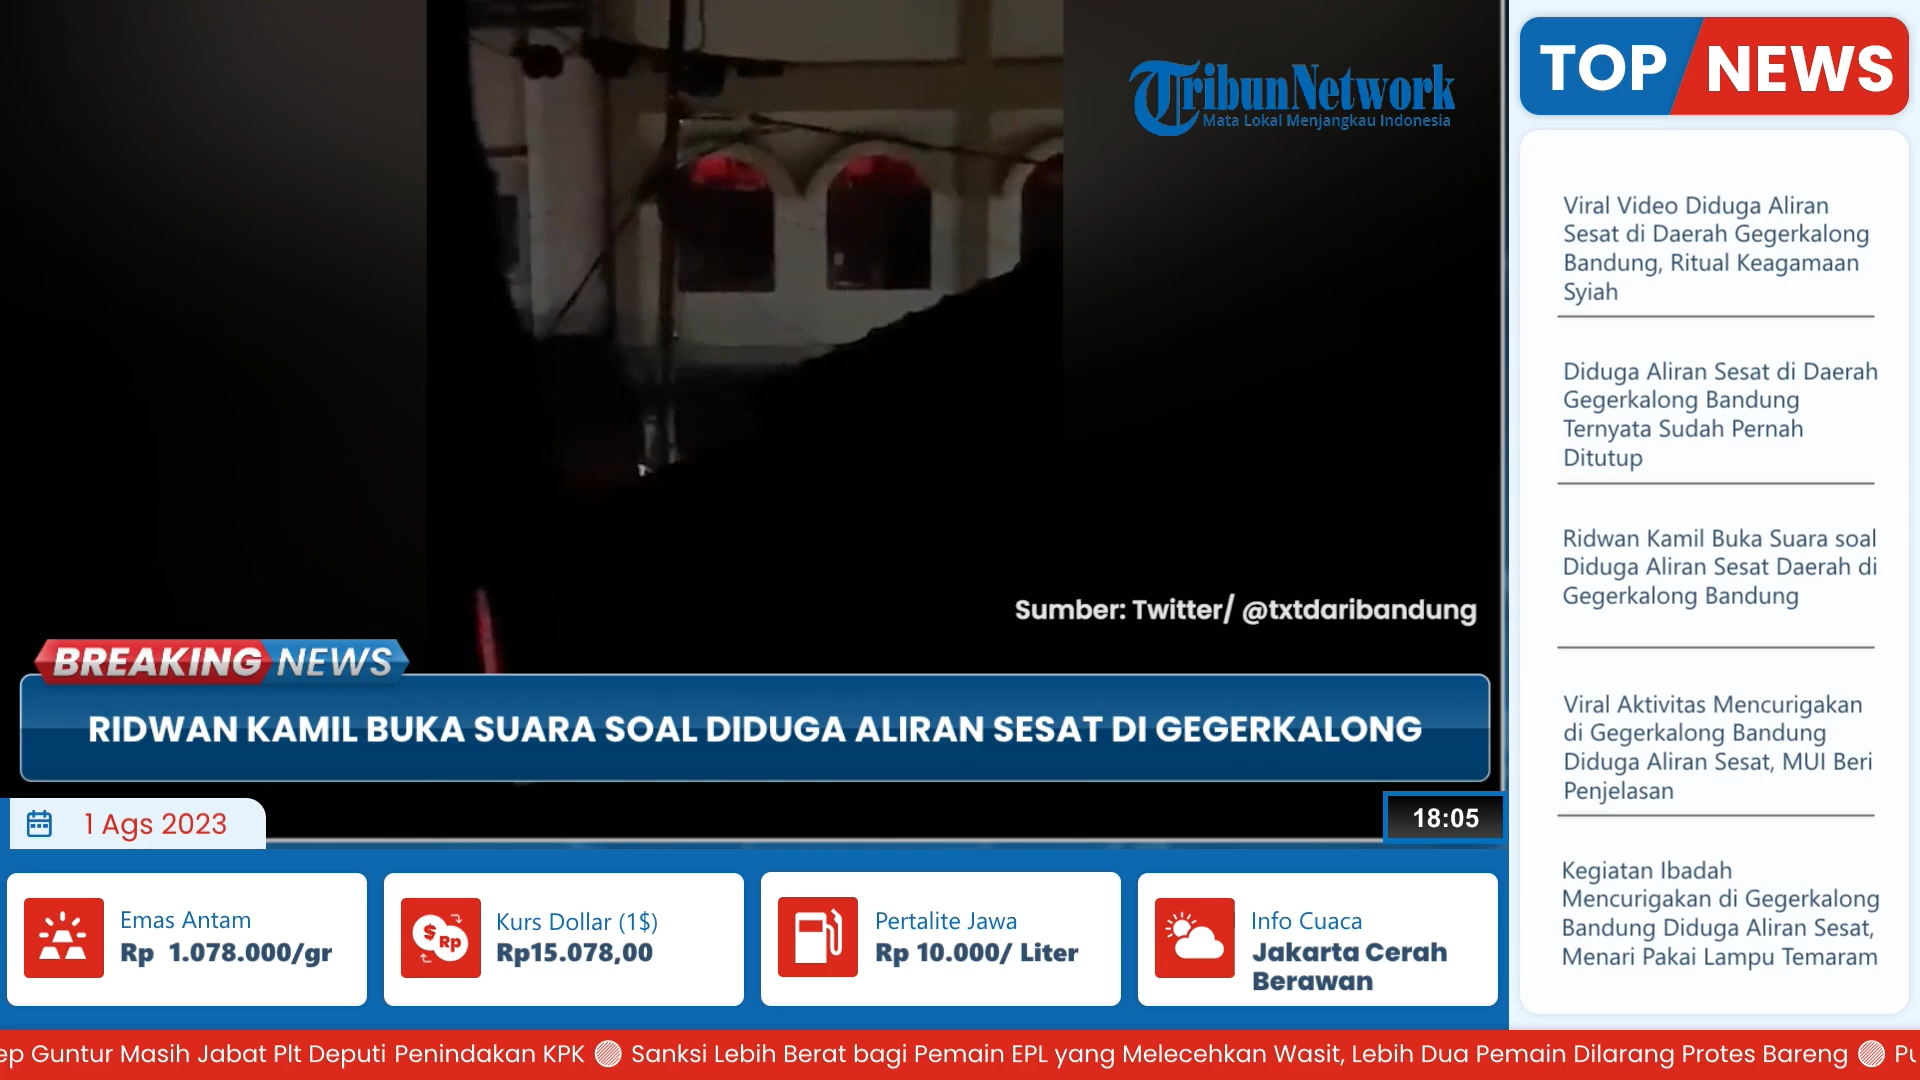 TribunNetwork
Mata Lokal Menjangkau Indonesia
Sumber: Twitter/ @txtdaribandung
BREAKING NEWS
RIDWAN KAMIL BUKA SUARA SOAL DIDUGA ALIRAN SESAT DI GEGERKALONG
1 Ags 2023
18:05
Emas Antam
Rp 1.078.000/gr
Kurs Dollar (1$)
Rp15.078,00
Pertalite Jawa
Rp 10.000/ Liter
Info Cuaca
Jakarta Cerah
Berawan
TOP NEWS
Viral Video Diduga Aliran
Sesat di Daerah Gegerkalong
Bandung, Ritual Keagamaan
Syiah
Diduga Aliran Sesat di Daerah
Gegerkalong Bandung
Ternyata Sudah Pernah
Ditutup
Ridwan Kamil Buka Suara soal
Diduga Aliran Sesat Daerah di
Gegerkalong Bandung
Viral Aktivitas Mencurigakan
di Gegerkalong Bandung
Diduga Aliran Sesat, MUI Beri
Penjelasan
Kegiatan Ibadah
Mencurigakan di Gegerkalong
Bandung Diduga Aliran Sesat,
Menari Pakai Lampu Temaram
ep Guntur Masih Jabat Plt Deputi Penindakan KPK Sanksi Lebih Berat bagi Pemain EPL yang Melecehkan Wasit, Lebih Dua Pemain Dilarang Protes Bareng